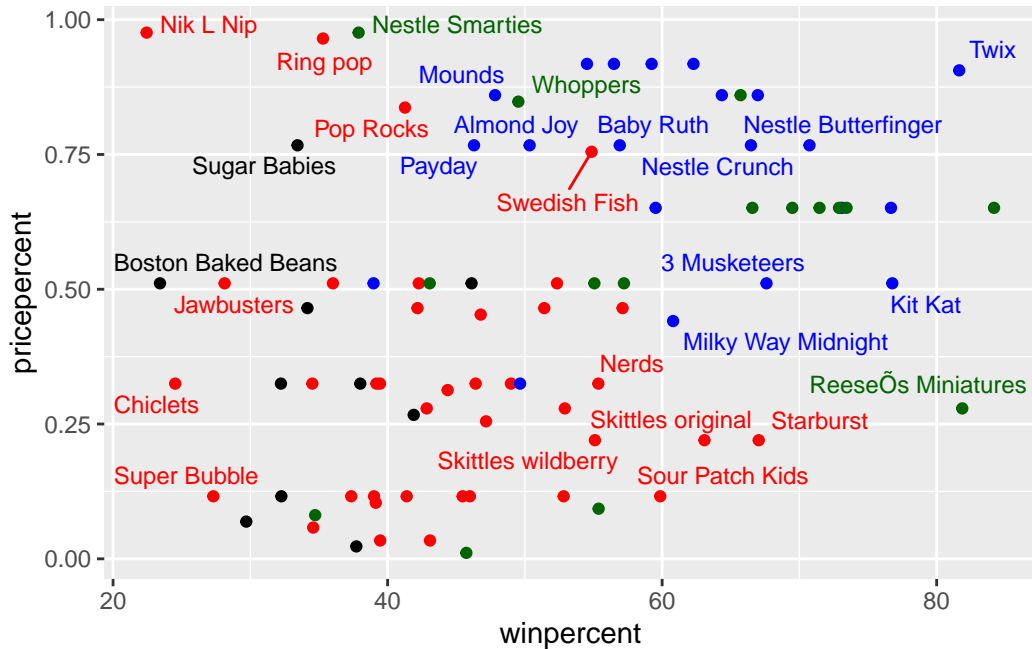 1.00
Nik L Nip
Nestle Smarties
Ring pop
Twix
Mounds
Whoppers
Pop Rocks
Almond Joy
Baby Ruth
Nestle Butterfinger
0.75
Sugar Babies
Payday
Nestle Crunch
Swedish Fish
pricepercent
Boston Baked Beans
3 Musketeers
0.50
Jawbusters
Kit Kat
Milky Way Midnight
Nerds
Chiclets
ReeseÕs Miniatures
0.25
Skittles original
Starburst
Skittles wildberry
Super Bubble
Sour Patch Kids
0.00
20
40
60
80
winpercent